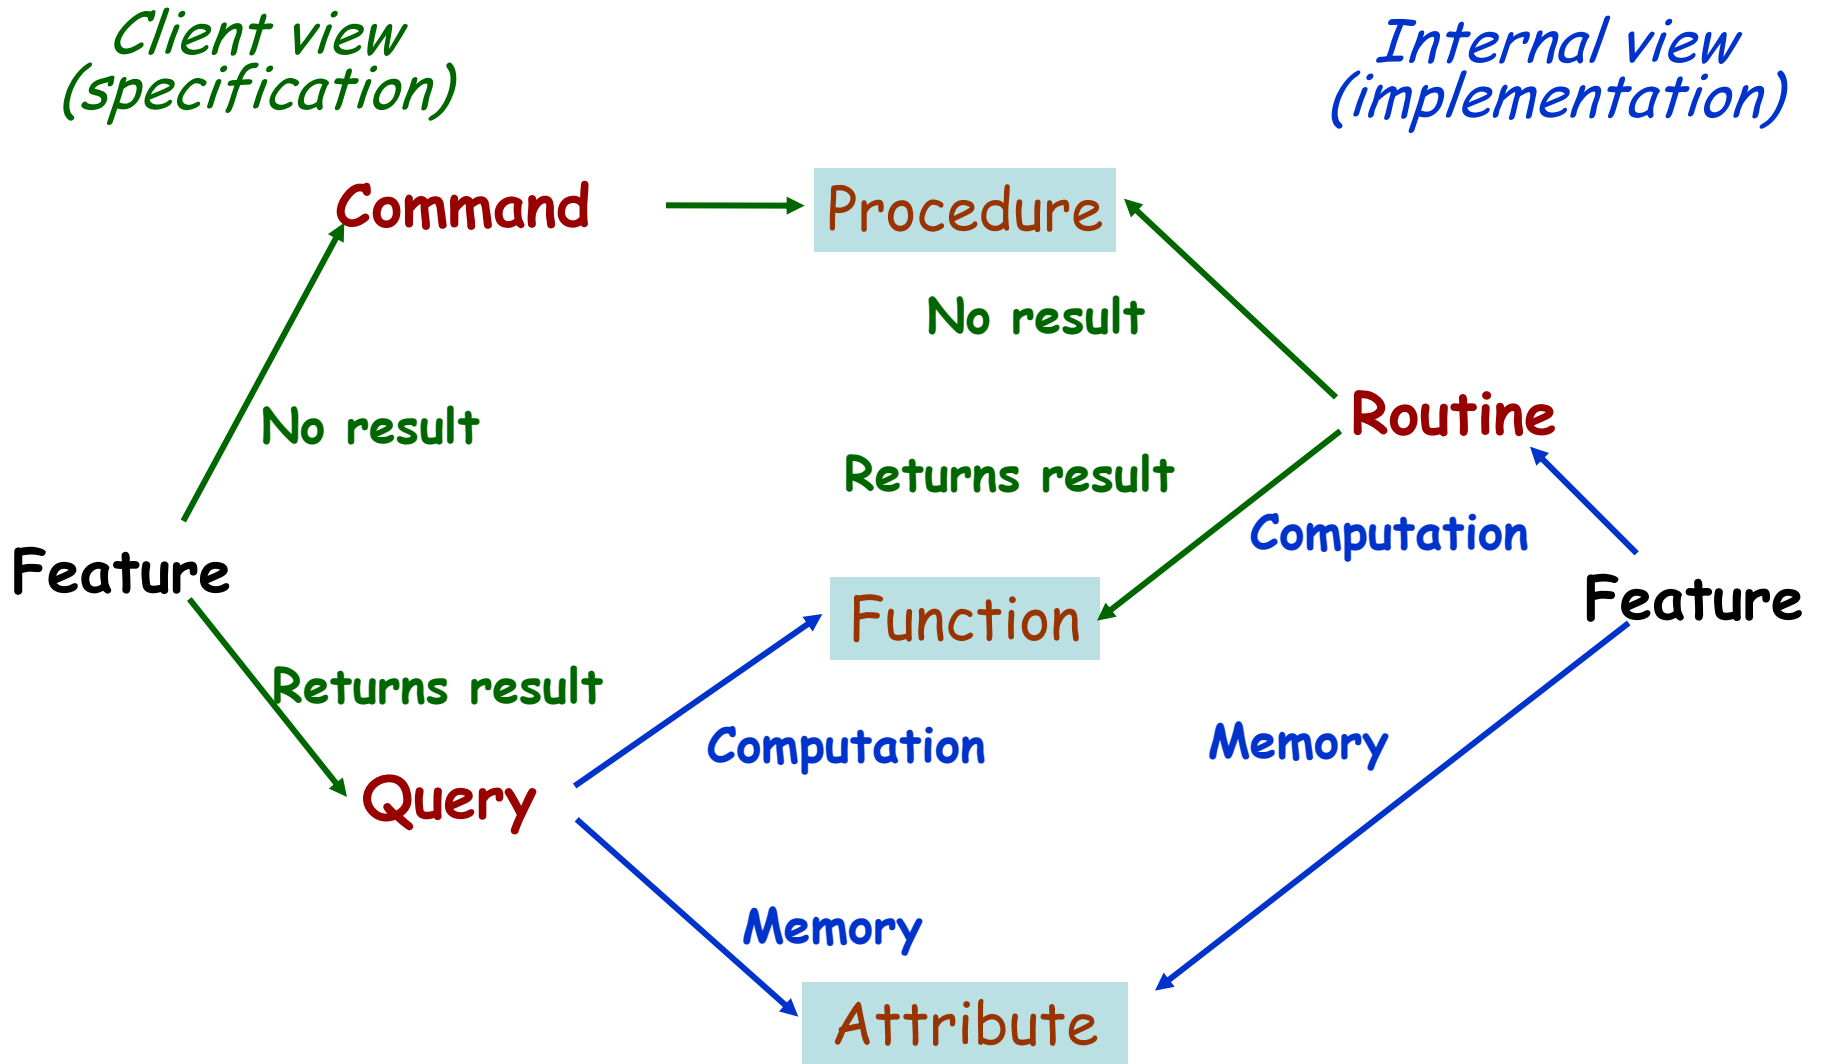 Client view
(specification)
Internal view
(implementation)
Command
Procedure
No result
No result
Routine
Returns result
Computation
Feature
Function
Feature
Returns result
Computation
Memory
Query
Memory
Attribute